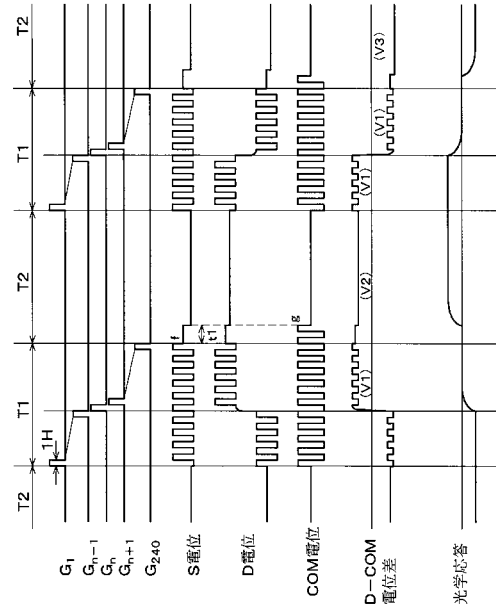 T2
T1
T2
T1
T2
1H
G1
Gn−1
Gn
Gn+1
G240
S電位
f
t1
D電位
g
COM電位
D−COM
電位差
(V1)
(V2)
(V1)
(V1)
(V3)
光学応答